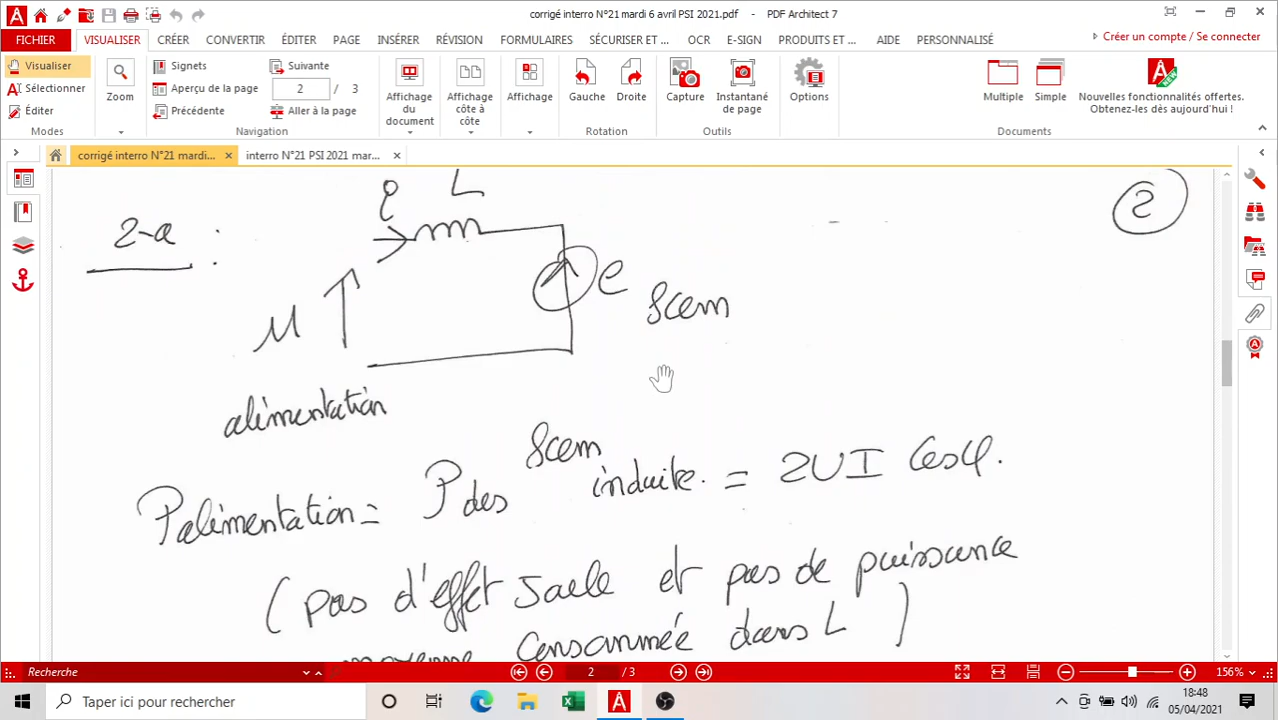 corrigé interro N°21 mardi 6 avril PSI 2021.pdf - PDF Architect 7
FICHIER VISUALISER CRÉER CONVERTIR ÉDITER PAGE INSÉRER RÉVISION FORMULAIRES SÉCURISER ET ... OCR E-SIGN PRODUITS ET ... AIDE PERSONNALISÉ Créer un compte / Se connecter
Visualiser
Sélectionner
Éditer
Modes
Zoom
Signets
Aperçu de la page
Précédente
Suivante
2 / 3
Aller à la page
Navigation
Affichage du document
Affichage côte à côte
Affichage
Gauche
Droite
Rotation
Capture
Instantané de page
Outils
Options
Multiple
Simple
Documents
Nouvelles fonctionnalités offertes.
Obtenez-les dès aujourd'hui !
corrigé interro N°21 mardi... interro N°21 PSI 2021 mar...
i L
2-a :
2
e
fcem
u
alimentation
fcem
Palimentation = P des induite. = 2UI Cosφ.
(pas d'effet Joule et pas de puissance
moyenne consommée dans L)
Recherche
2 / 3
156%
Taper ici pour rechercher
18:48
05/04/2021